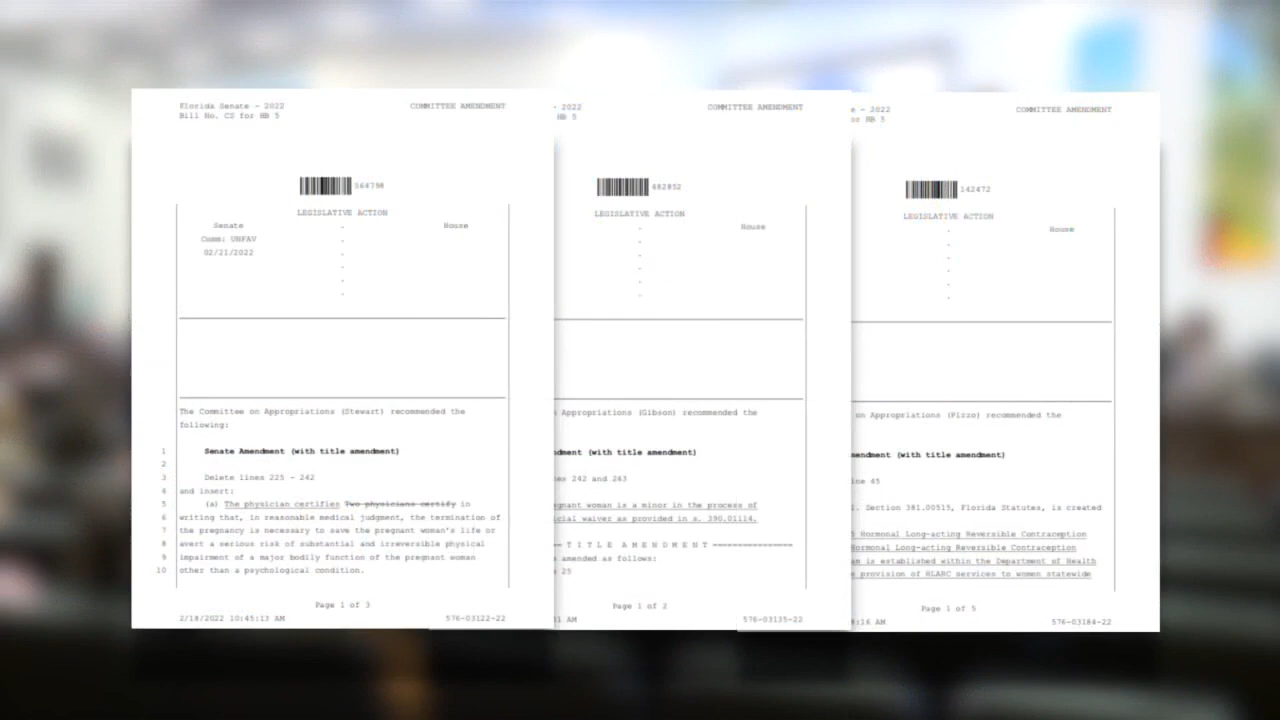 Florida Senate - 2022
COMMITTEE AMENDMENT
Bill No. CS for HB 5
564798
LEGISLATIVE ACTION
Senate
House
Comm: UNFAV
02/21/2022
The Committee on Appropriations (Stewart) recommended the
following:
1 Senate Amendment (with title amendment)
2
3 Delete lines 225 - 242
4 and insert:
5 (a) The physician certifies Two physicians certify in
6 writing that, in reasonable medical judgment, the termination of
7 the pregnancy is necessary to save the pregnant woman's life or
8 avert a serious risk of substantial and irreversible physical
9 impairment of a major bodily function of the pregnant woman
10 other than a psychological condition.
Page 1 of 3
2/18/2022 10:45:13 AM
576-03122-22
- 2022
COMMITTEE AMENDMENT
HB 5
482852
LEGISLATIVE ACTION
House
Appropriations (Gibson) recommended the
dment (with title amendment)
es 242 and 243
gnant woman is a minor in the process of
cial waiver as provided in s. 390.01114.
T I T L E A M E N D M E N T
amended as follows:
25
Page 1 of 2
AM
576-03135-22
- 2022
COMMITTEE AMENDMENT
HB 5
142472
LEGISLATIVE ACTION
House
on Appropriations (Pizzo) recommended the
endment (with title amendment)
ine 45
. Section 381.00515, Florida Statutes, is created
Hormonal Long-acting Reversible Contraception
Hormonal Long-acting Reversible Contraception
m is established within the Department of Health
e provision of HLARC services to women statewide
Page 1 of 5
8:16 AM
576-03184-22